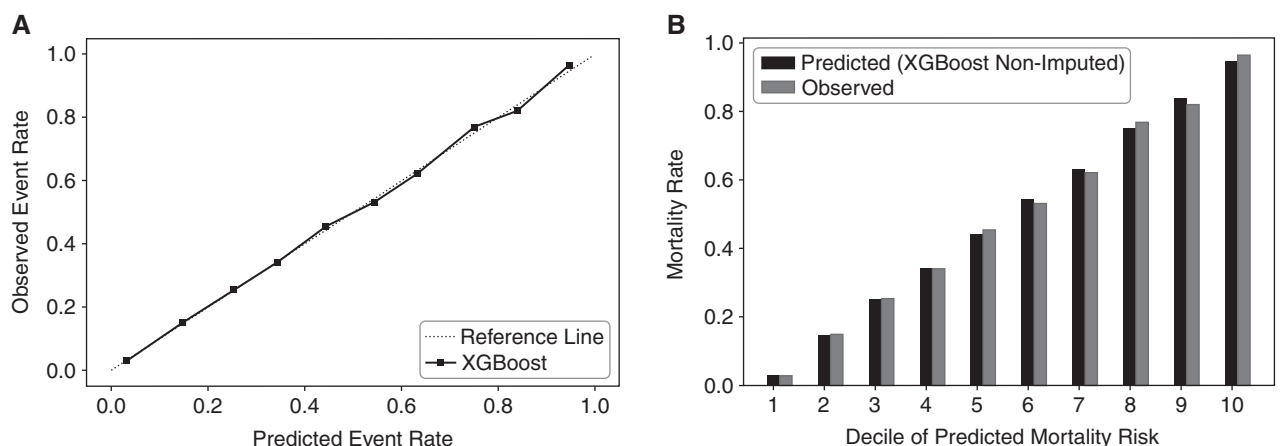 A
Observed Event Rate
1.0
0.8
0.6
0.4
0.2
0.0
Reference Line
XGBoost
0.0 0.2 0.4 0.6 0.8 1.0
Predicted Event Rate
B
Mortality Rate
1.0
0.8
0.6
0.4
0.2
0.0
Predicted (XGBoost Non-Imputed)
Observed
1 2 3 4 5 6 7 8 9 10
Decile of Predicted Mortality Risk